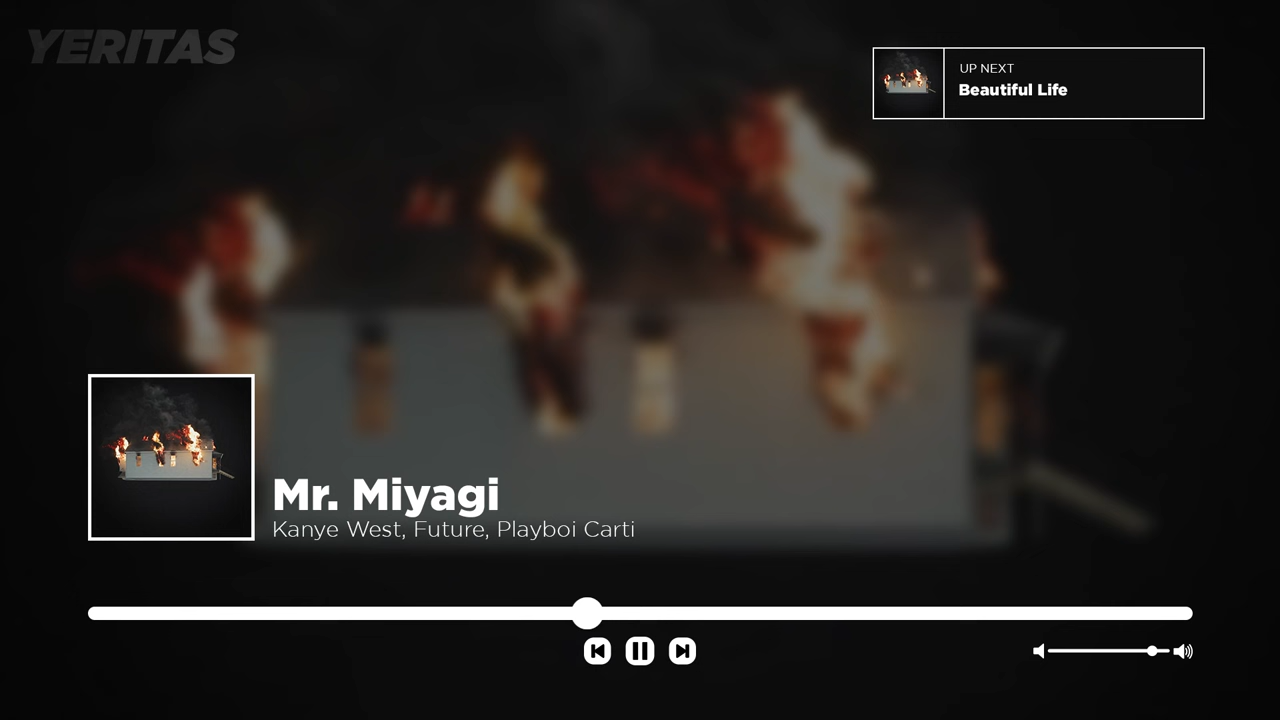 YERITAS
UP NEXT
Beautiful Life
Mr. Miyagi
Kanye West, Future, Playboi Carti